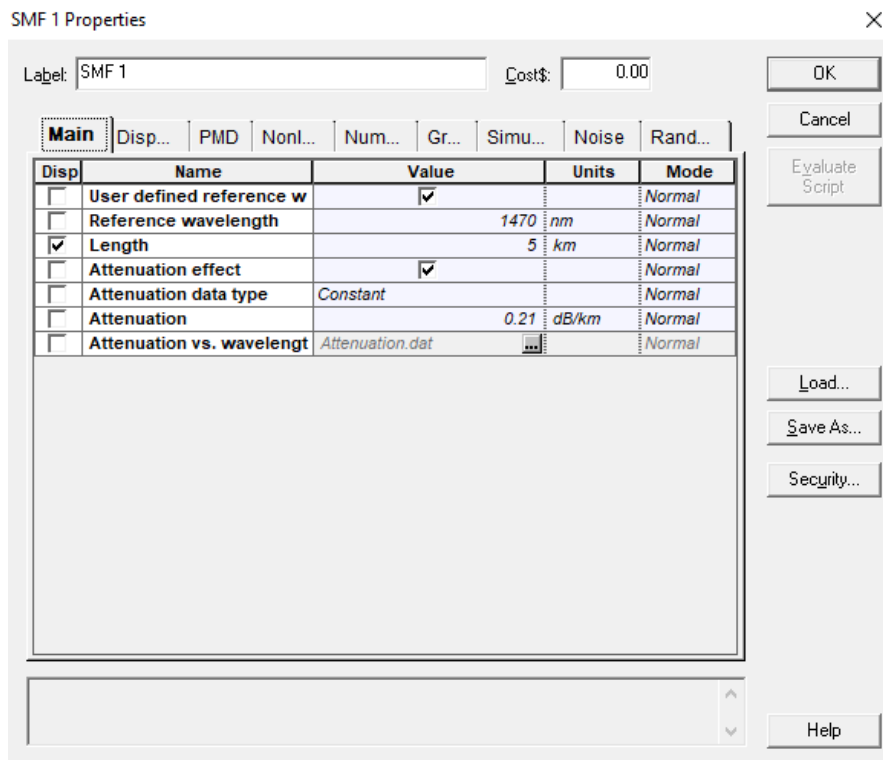 SMF 1 Properties
Label: SMF 1 Cost$: 0.00 OK
Cancel
Evaluate
Script
Main Disp... PMD Nonl... Num... Gr... Simu... Noise Rand...
Disp Name Value Units Mode
User defined reference w Normal
Reference wavelength 1470 nm Normal
Length 5 km Normal
Attenuation effect Normal
Attenuation data type Constant Normal
Attenuation 0.21 dB/km Normal
Attenuation vs. wavelengt Attenuation.dat ... Normal
Load...
Save As...
Security...
Help